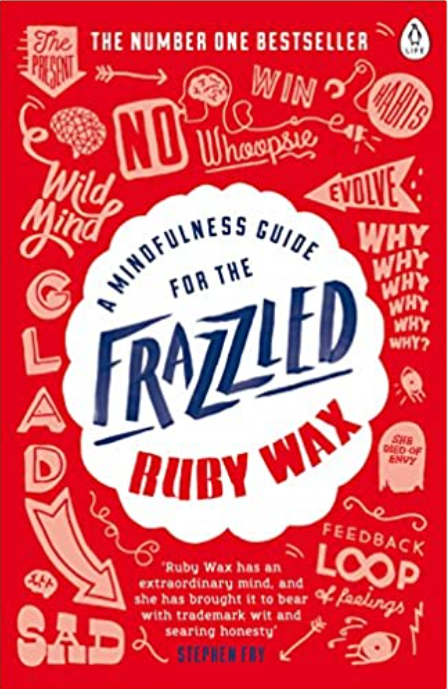 The
PRESENT
THE NUMBER ONE BESTSELLER
LIFE
WIN
HABITS
NO
Whoopsie
Wild
Mind
EVOLVE
WHY
WHY
WHY
WHY
WHY
WHY?
GLAD
A MINDFULNESS GUIDE
FOR THE
FRAZZLED
RUBY WAX
SHE
DIED OF
ENVY
FEEDBACK
LOOP
of feelings
SAD
'Ruby Wax has an
extraordinary mind, and
she has brought it to bear
with trademark wit and
searing honesty'
STEPHEN FRY